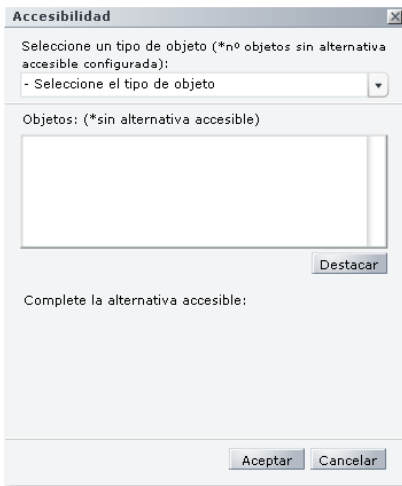 Accesibilidad
Seleccione un tipo de objeto (*nº objetos sin alternativa
accesible configurada):
- Seleccione el tipo de objeto
Objetos: (*sin alternativa accesible)
Destacar
Complete la alternativa accesible:
Aceptar Cancelar